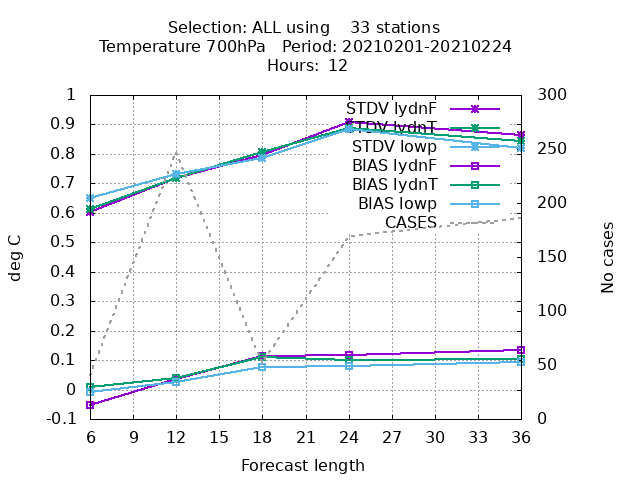 Selection: ALL using 33 stations
Temperature 700hPa Period: 20210201-20210224
Hours: 12
1
0.9
0.8
0.7
0.6
0.5
0.4
0.3
0.2
0.1
0
-0.1
deg C
STDV lydnF
STDV lydnT
STDV lowp
BIAS lydnF
BIAS lydnT
BIAS lowp
CASES
300
250
200
150
100
50
0
No cases
6 9 12 15 18 21 24 27 30 33 36
Forecast length